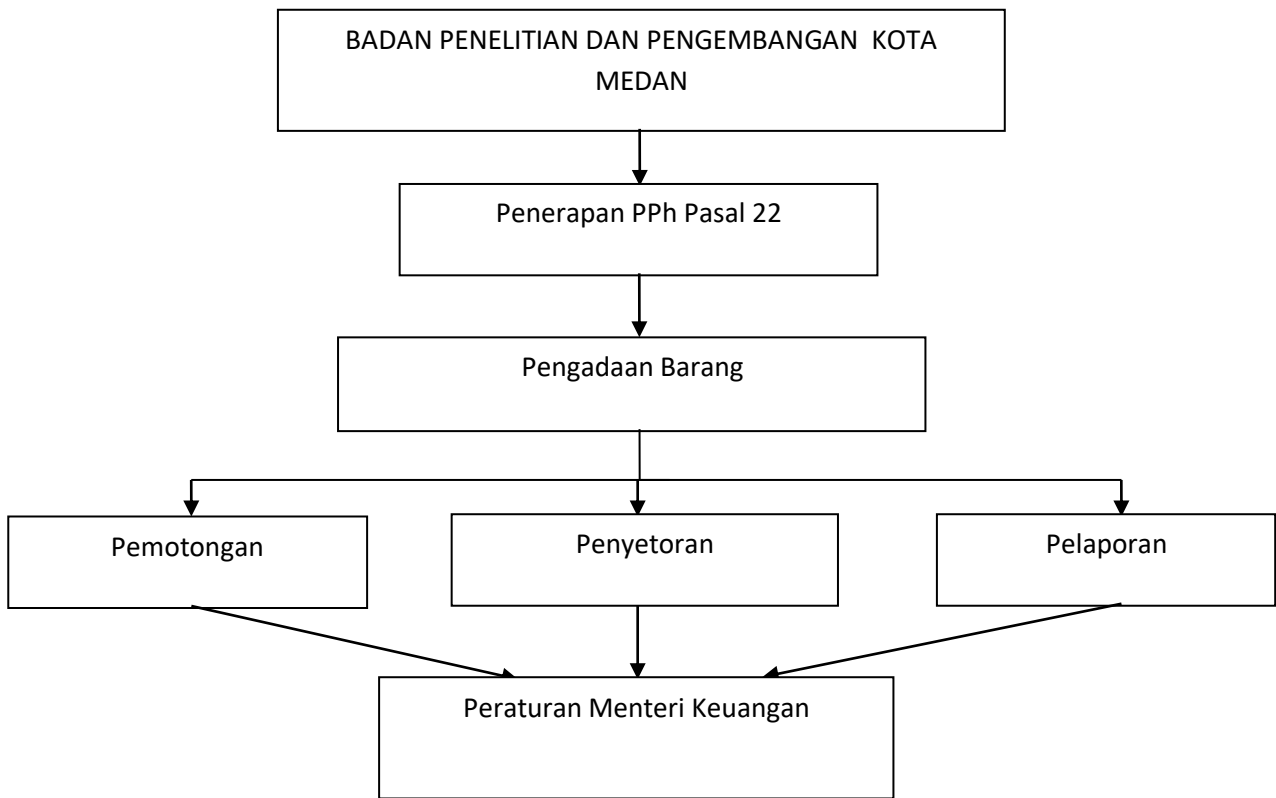 BADAN PENELITIAN DAN PENGEMBANGAN KOTA
MEDAN
Penerapan PPh Pasal 22
Pengadaan Barang
Pemotongan
Penyetoran
Pelaporan
Peraturan Menteri Keuangan